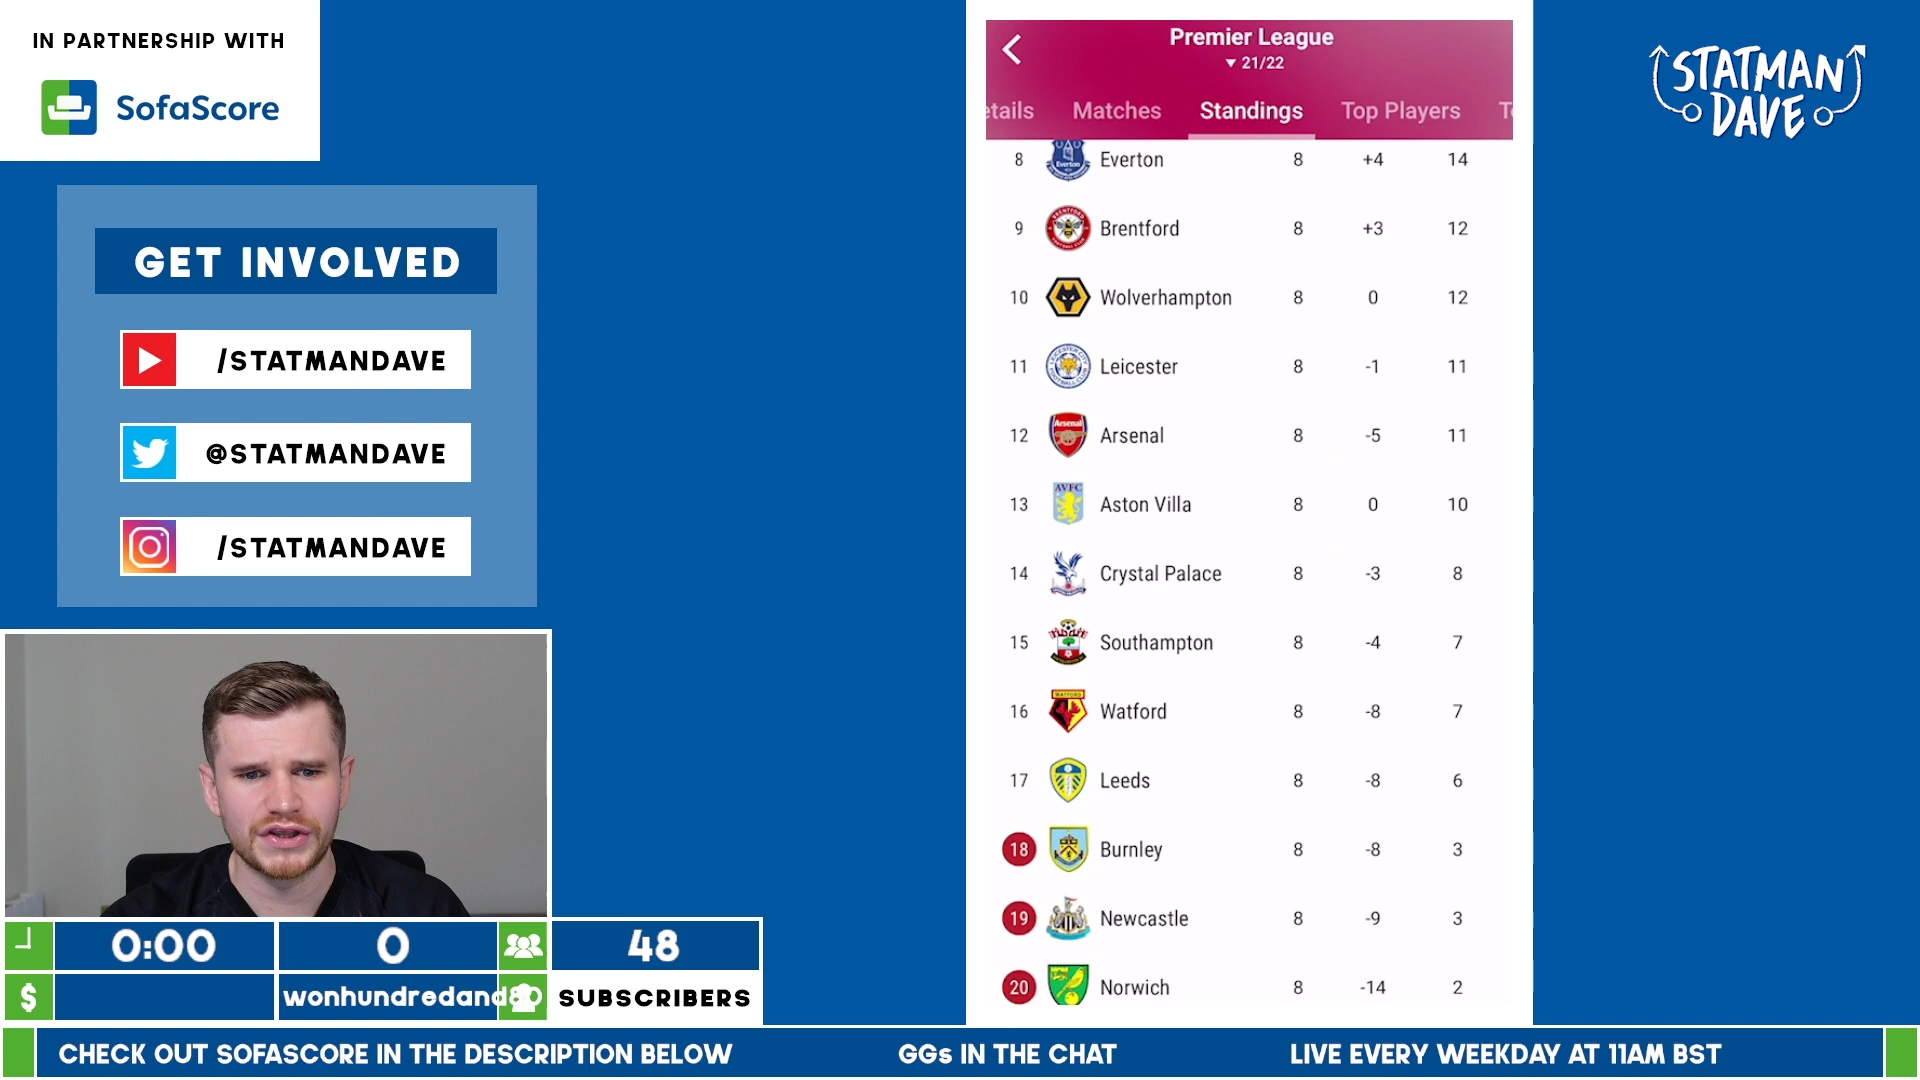 IN PARTNERSHIP WITH
SofaScore
GET INVOLVED
/STATMANDAVE
@STATMANDAVE
/STATMANDAVE
0:00
0
48
$
wonhundredand80
SUBSCRIBERS
Premier League
▼ 21/22
etails Matches Standings Top Players
8 Everton 8 +4 14
9 Brentford 8 +3 12
10 Wolverhampton 8 0 12
11 Leicester 8 -1 11
12 Arsenal 8 -5 11
13 Aston Villa 8 0 10
14 Crystal Palace 8 -3 8
15 Southampton 8 -4 7
16 Watford 8 -8 7
17 Leeds 8 -8 6
18 Burnley 8 -8 3
19 Newcastle 8 -9 3
20 Norwich 8 -14 2
STATMAN
DAVE
CHECK OUT SOFASCORE IN THE DESCRIPTION BELOW
GGs IN THE CHAT
LIVE EVERY WEEKDAY AT 11AM BST